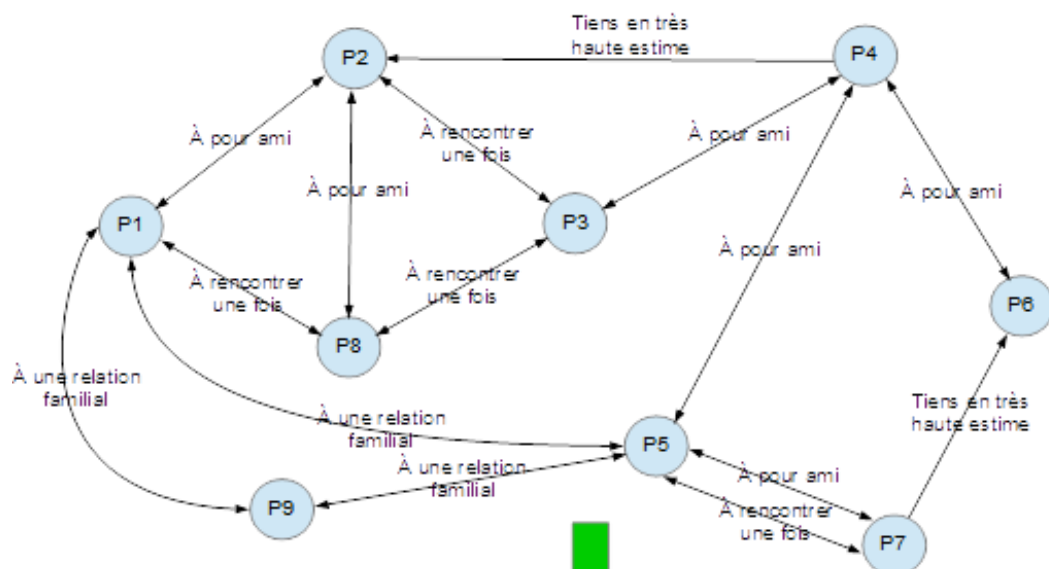 Tiens en très
haute estime
P2
P4
À pour ami
À rencontrer
une fois
À pour ami
À pour ami
À pour ami
P1
P3
À pour ami
À rencontrer
une fois
À rencontrer
une fois
P6
P8
À une relation
familial
Tiens en très
haute estime
À une relation
familial
P5
À une relation
familial
À pour ami
P9
À rencontrer
une fois
P7